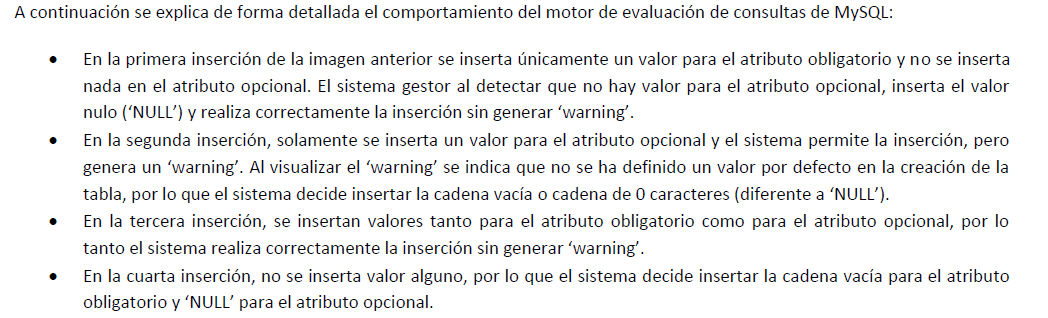 A continuación se explica de forma detallada el comportamiento del motor de evaluación de consultas de MySQL:
• En la primera inserción de la imagen anterior se inserta únicamente un valor para el atributo obligatorio y no se inserta
nada en el atributo opcional. El sistema gestor al detectar que no hay valor para el atributo opcional, inserta el valor
nulo (‘NULL’) y realiza correctamente la inserción sin generar ‘warning’.
• En la segunda inserción, solamente se inserta un valor para el atributo opcional y el sistema permite la inserción, pero
genera un ‘warning’. Al visualizar el ‘warning’ se indica que no se ha definido un valor por defecto en la creación de la
tabla, por lo que el sistema decide insertar la cadena vacía o cadena de 0 caracteres (diferente a ‘NULL’).
• En la tercera inserción, se insertan valores tanto para el atributo obligatorio como para el atributo opcional, por lo
tanto el sistema realiza correctamente la inserción sin generar ‘warning’.
• En la cuarta inserción, no se inserta valor alguno, por lo que el sistema decide insertar la cadena vacía para el atributo
obligatorio y ‘NULL’ para el atributo opcional.